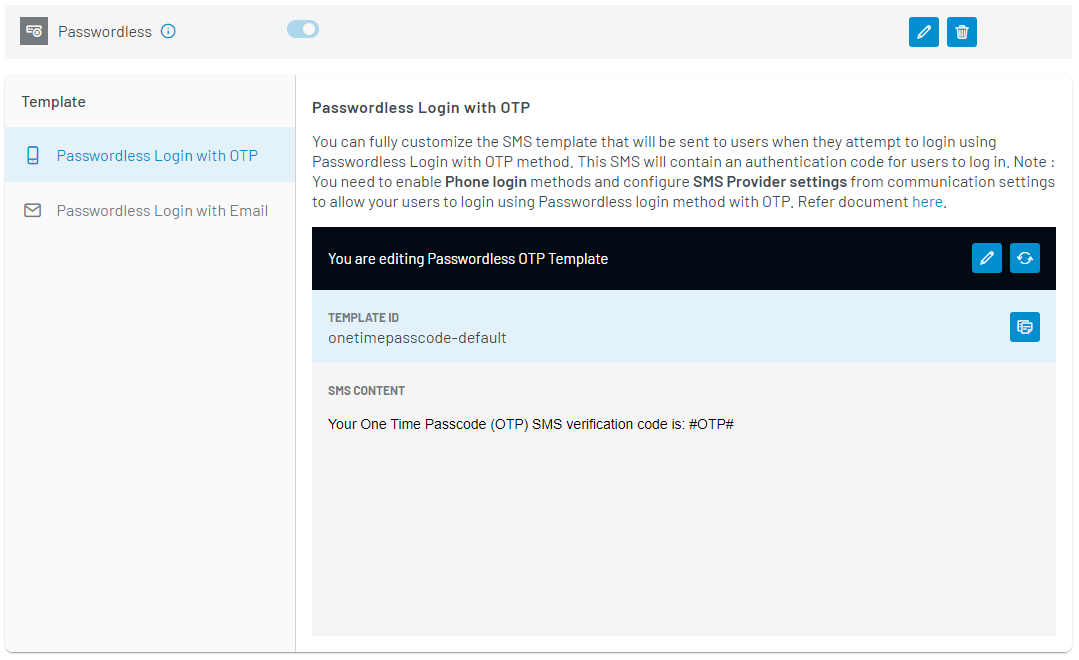 Passwordless
Template
Passwordless Login with OTP
Passwordless Login with Email
Passwordless Login with OTP
You can fully customize the SMS template that will be sent to users when they attempt to login using
Passwordless Login with OTP method. This SMS will contain an authentication code for users to log in. Note :
You need to enable Phone login methods and configure SMS Provider settings from communication settings
to allow your users to login using Passwordless login method with OTP. Refer document here.
You are editing Passwordless OTP Template
TEMPLATE ID
onetimepasscode-default
SMS CONTENT
Your One Time Passcode (OTP) SMS verification code is: #OTP#